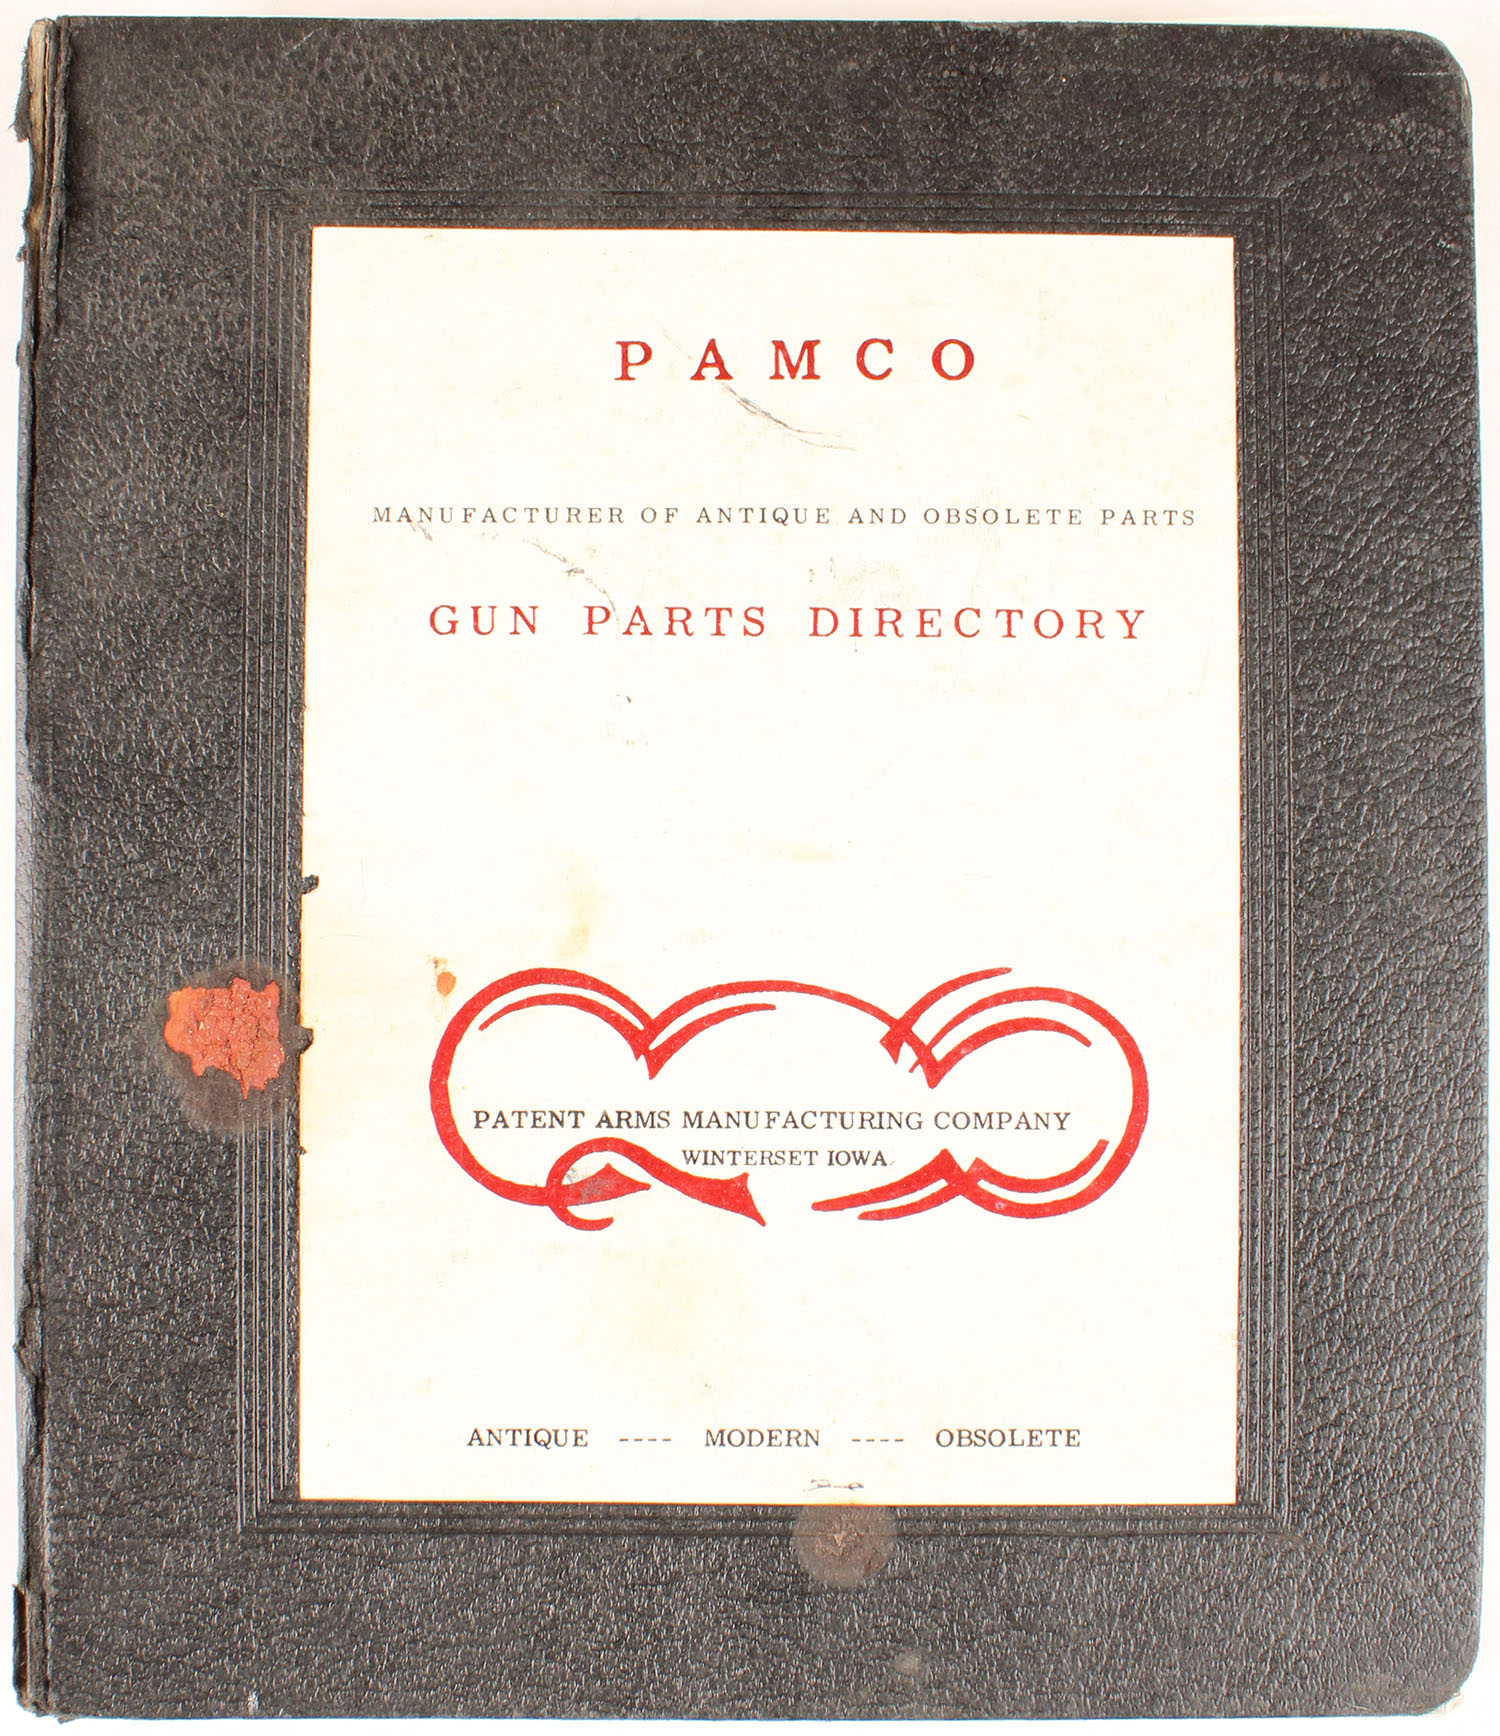 PAMCO
MANUFACTURER OF ANTIQUE AND OBSOLETE PARTS
GUN PARTS DIRECTORY
PATENT ARMS MANUFACTURING COMPANY
WINTERSET IOWA
ANTIQUE ---- MODERN ---- OBSOLETE